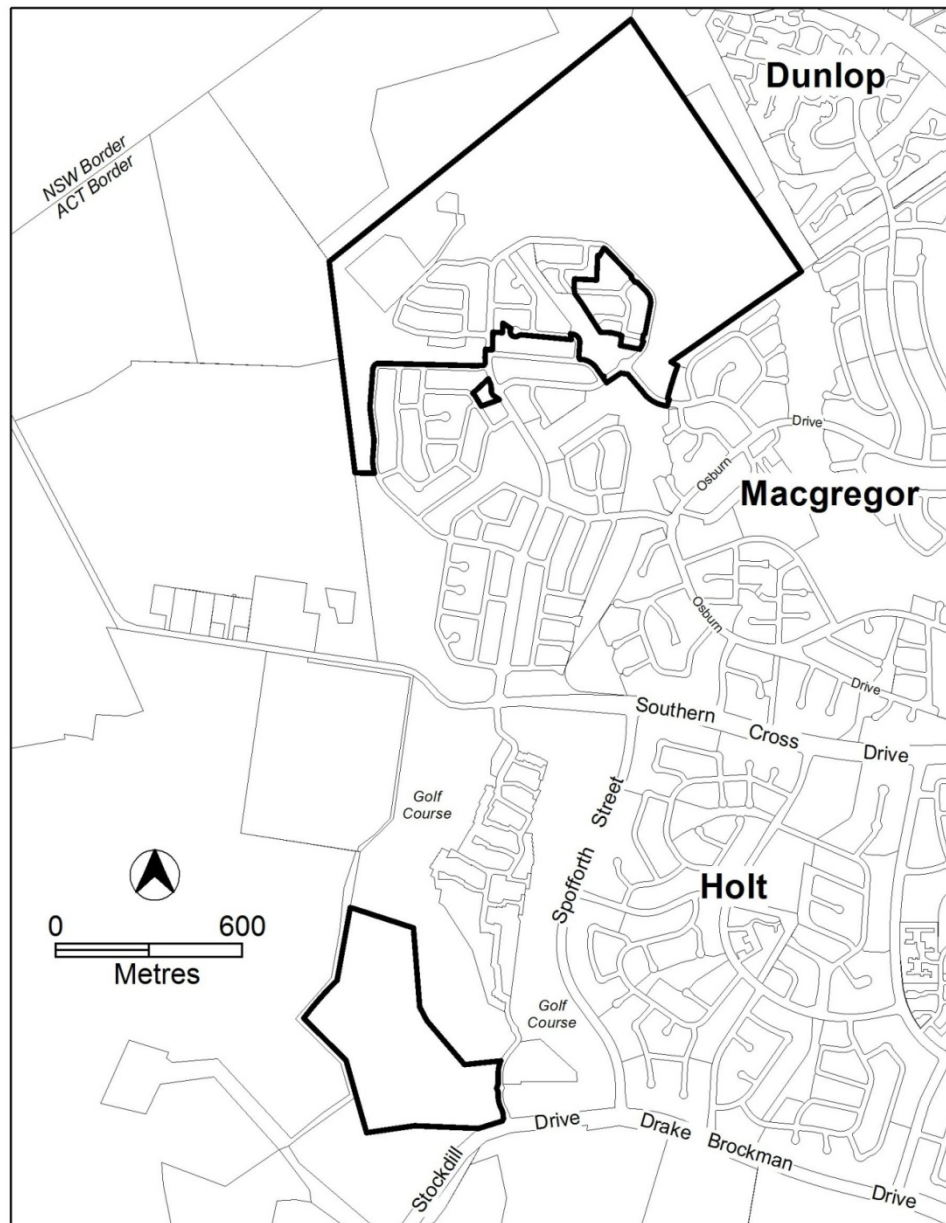 Dunlop
NSW Border
ACT Border
Drive
Osburn
Macgregor
Osburn
Drive
Southern
Cross
Drive
Golf
Course
Street
Spofforth
Holt
0 600
Metres
Golf
Course
Drive
Drake
Brockman
Drive
Stockdill